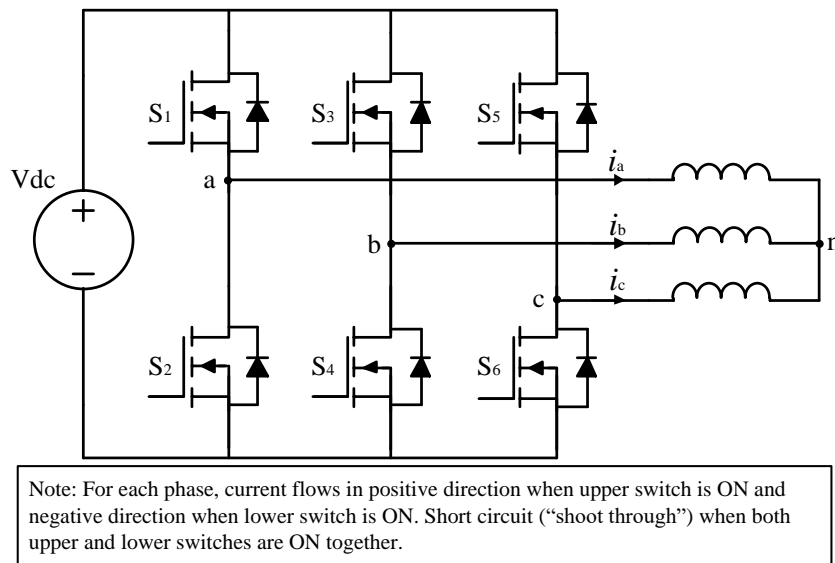 S1
S3
S5
Vdc
a
ia
b
ib
n
c
ic
S2
S4
S6
Note: For each phase, current flows in positive direction when upper switch is ON and
negative direction when lower switch is ON. Short circuit (“shoot through”) when both
upper and lower switches are ON together.